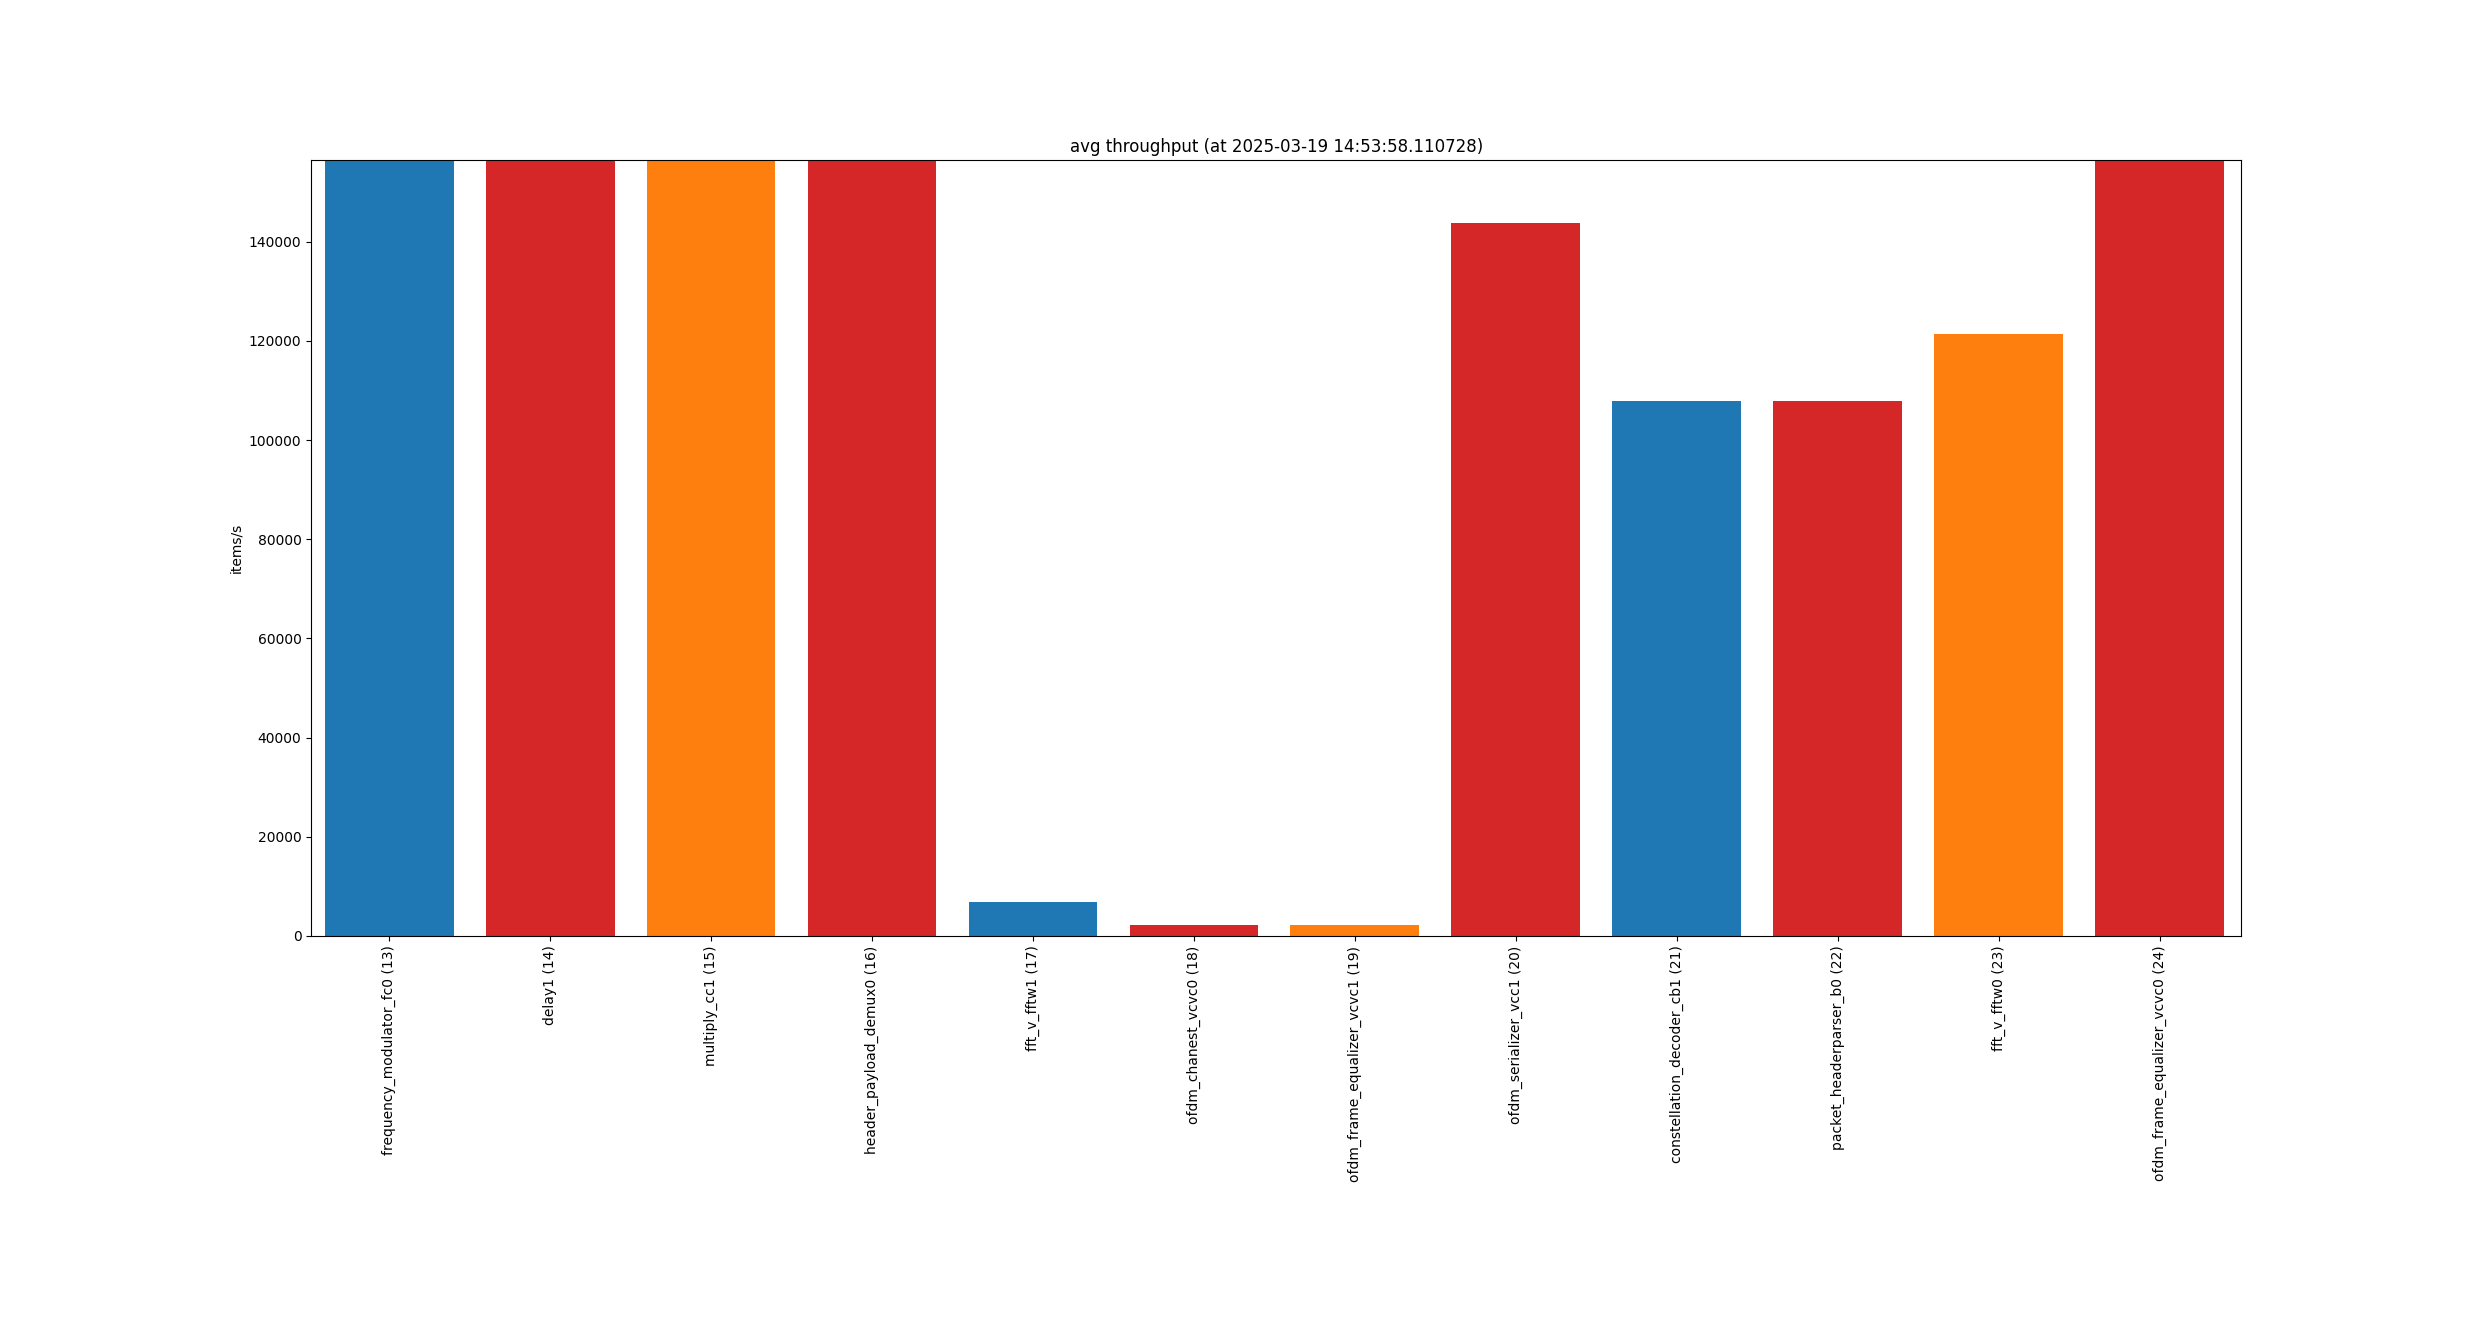 avg throughput (at 2025-03-19 14:53:58.110728)
items/s
140000
120000
100000
80000
60000
40000
20000
0
frequency_modulator_fc0 (13)
delay1 (14)
multiply_cc1 (15)
header_payload_demux0 (16)
fft_v_fftw1 (17)
ofdm_chanest_vcvc0 (18)
ofdm_frame_equalizer_vcvc1 (19)
ofdm_serializer_vcc1 (20)
constellation_decoder_cb1 (21)
packet_headerparser_b0 (22)
fft_v_fftw0 (23)
ofdm_frame_equalizer_vcvc0 (24)